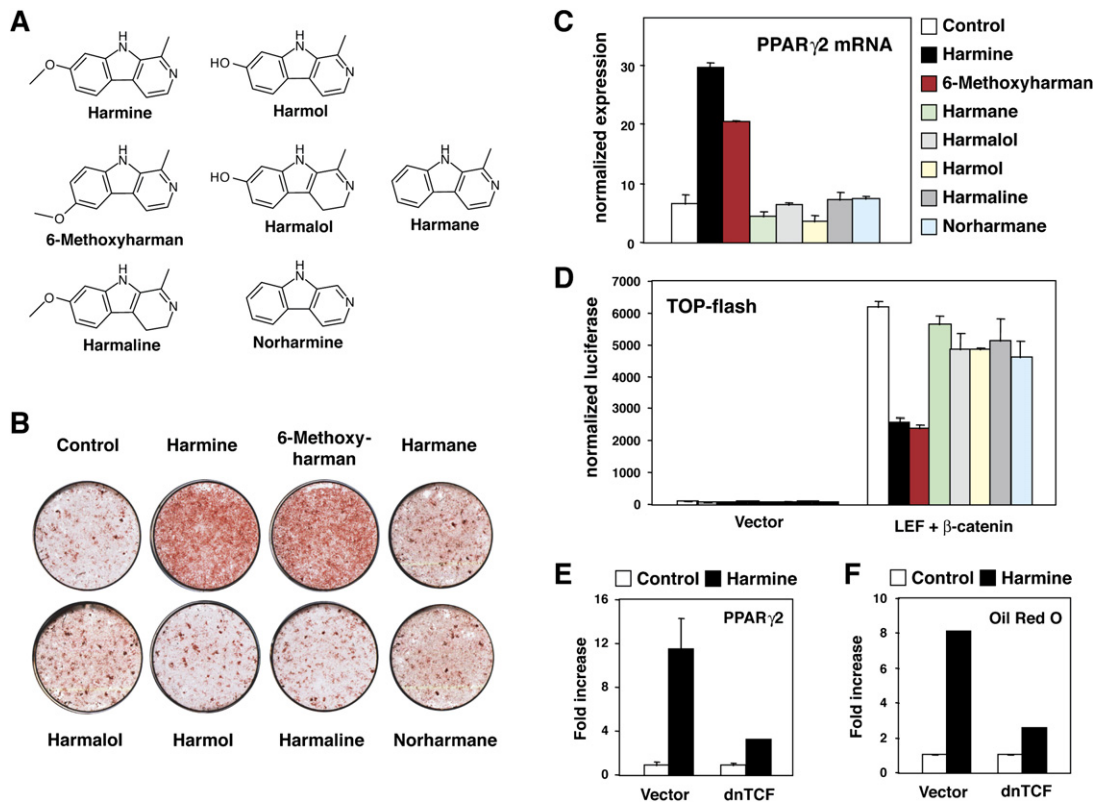 A
H
N
N
O
Harmine
H
N
N
HO
Harmol
H
N
N
O
6-Methoxyharman
H
N
N
HO
Harmalol
H
N
N
Harmane
H
N
N
O
Harmaline
H
N
N
Norharmine
B
Control
Harmine
6-Methoxy-
harman
Harmane
Harmalol
Harmol
Harmaline
Norharmane
C
PPARγ2 mRNA
normalized expression
30
20
10
0
Control
Harmine
6-Methoxyharman
Harmane
Harmalol
Harmol
Harmaline
Norharmane
D
TOP-flash
normalized luciferase
7000
6000
5000
4000
3000
2000
1000
0
Vector
LEF + β-catenin
E
Control
Harmine
PPARγ2
Fold increase
16
12
8
4
0
Vector
dnTCF
F
Control
Harmine
Oil Red O
Fold increase
10
8
6
4
2
0
Vector
dnTCF